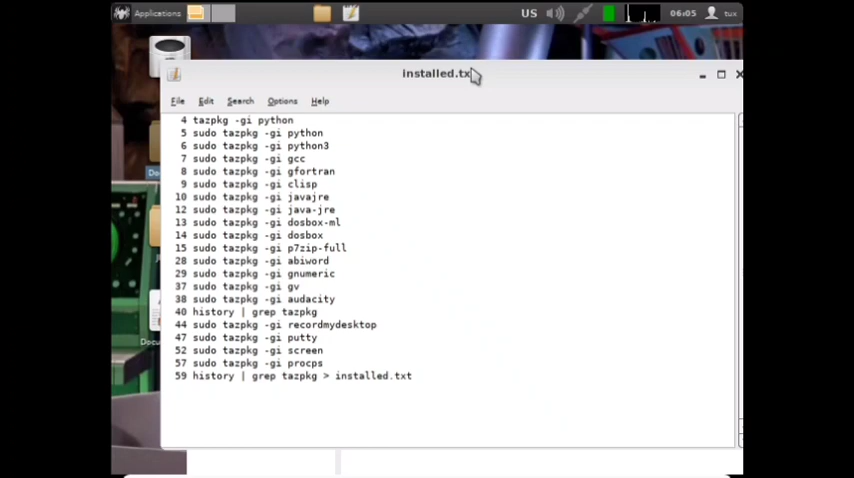 Applications
US
06:05
tux
installed.tx
File Edit Search Options Help
4 tazpkg -gi python
5 sudo tazpkg -gi python
6 sudo tazpkg -gi python3
7 sudo tazpkg -gi gcc
8 sudo tazpkg -gi gfortran
9 sudo tazpkg -gi clisp
10 sudo tazpkg -gi javajre
12 sudo tazpkg -gi java-jre
13 sudo tazpkg -gi dosbox-ml
14 sudo tazpkg -gi dosbox
15 sudo tazpkg -gi p7zip-full
28 sudo tazpkg -gi abiword
29 sudo tazpkg -gi gnumeric
37 sudo tazpkg -gi gv
38 sudo tazpkg -gi audacity
40 history | grep tazpkg
44 sudo tazpkg -gi recordmydesktop
47 sudo tazpkg -gi putty
52 sudo tazpkg -gi screen
57 sudo tazpkg -gi procps
59 history | grep tazpkg > installed.txt
Docu